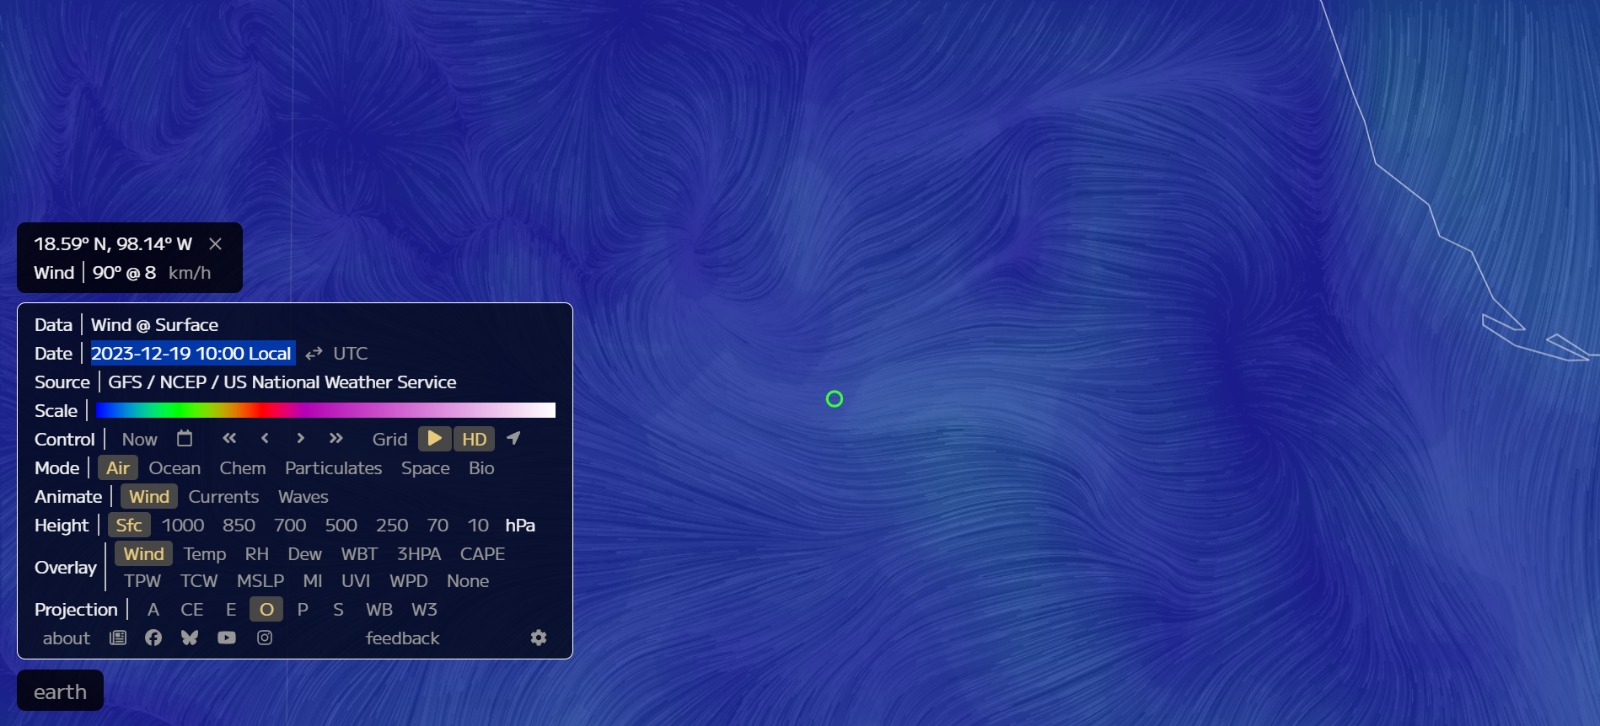 18.59° N, 98.14° W ×
Wind | 90° @ 8 km/h
Data | Wind @ Surface
Date | 2023-12-19 10:00 Local ⇄ UTC
Source | GFS / NCEP / US National Weather Service
Scale |
Control | Now « ‹ › » Grid HD
Mode | Air Ocean Chem Particulates Space Bio
Animate | Wind Currents Waves
Height | Sfc 1000 850 700 500 250 70 10 hPa
Overlay | Wind Temp RH Dew WBT 3HPA CAPE
TPW TCW MSLP MI UVI WPD None
Projection | A CE E O P S WB W3
about feedback
earth